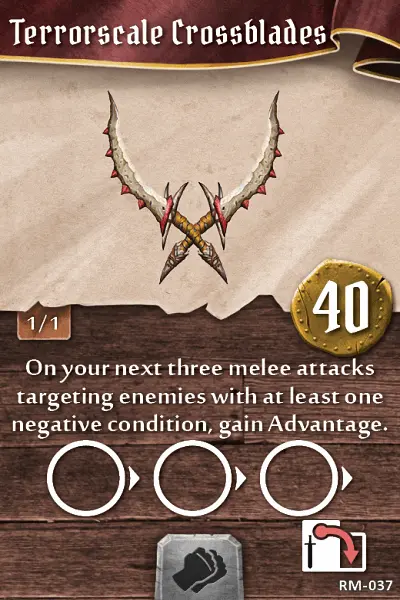 Terrorscale Crossblades
40
1/1
On your next three melee attacks
targeting enemies with at least one
negative condition, gain Advantage.
RM-037